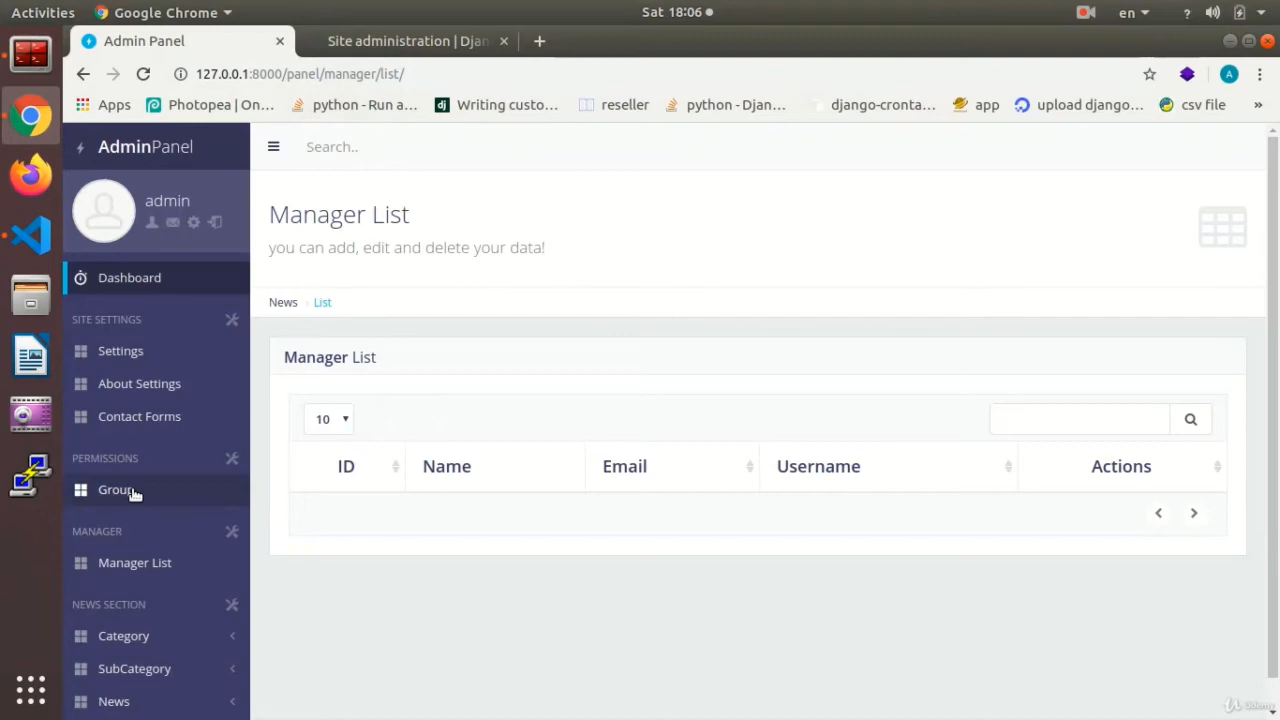 Activities
Google Chrome
Sat 18:06
en
?
Admin Panel
Site administration | Djan
127.0.0.1:8000/panel/manager/list/
A
Apps
Photopea | On...
python - Run a...
dj
Writing custo...
reseller
python - Djan...
django-cronta...
app
upload django...
csv file
»
AdminPanel
Search..
admin
Manager List
you can add, edit and delete your data!
Dashboard
News
List
SITE SETTINGS
Settings
About Settings
Contact Forms
PERMISSIONS
Group
MANAGER
Manager List
NEWS SECTION
Category
SubCategory
News
Manager List
10
ID
Name
Email
Username
Actions
Udemy